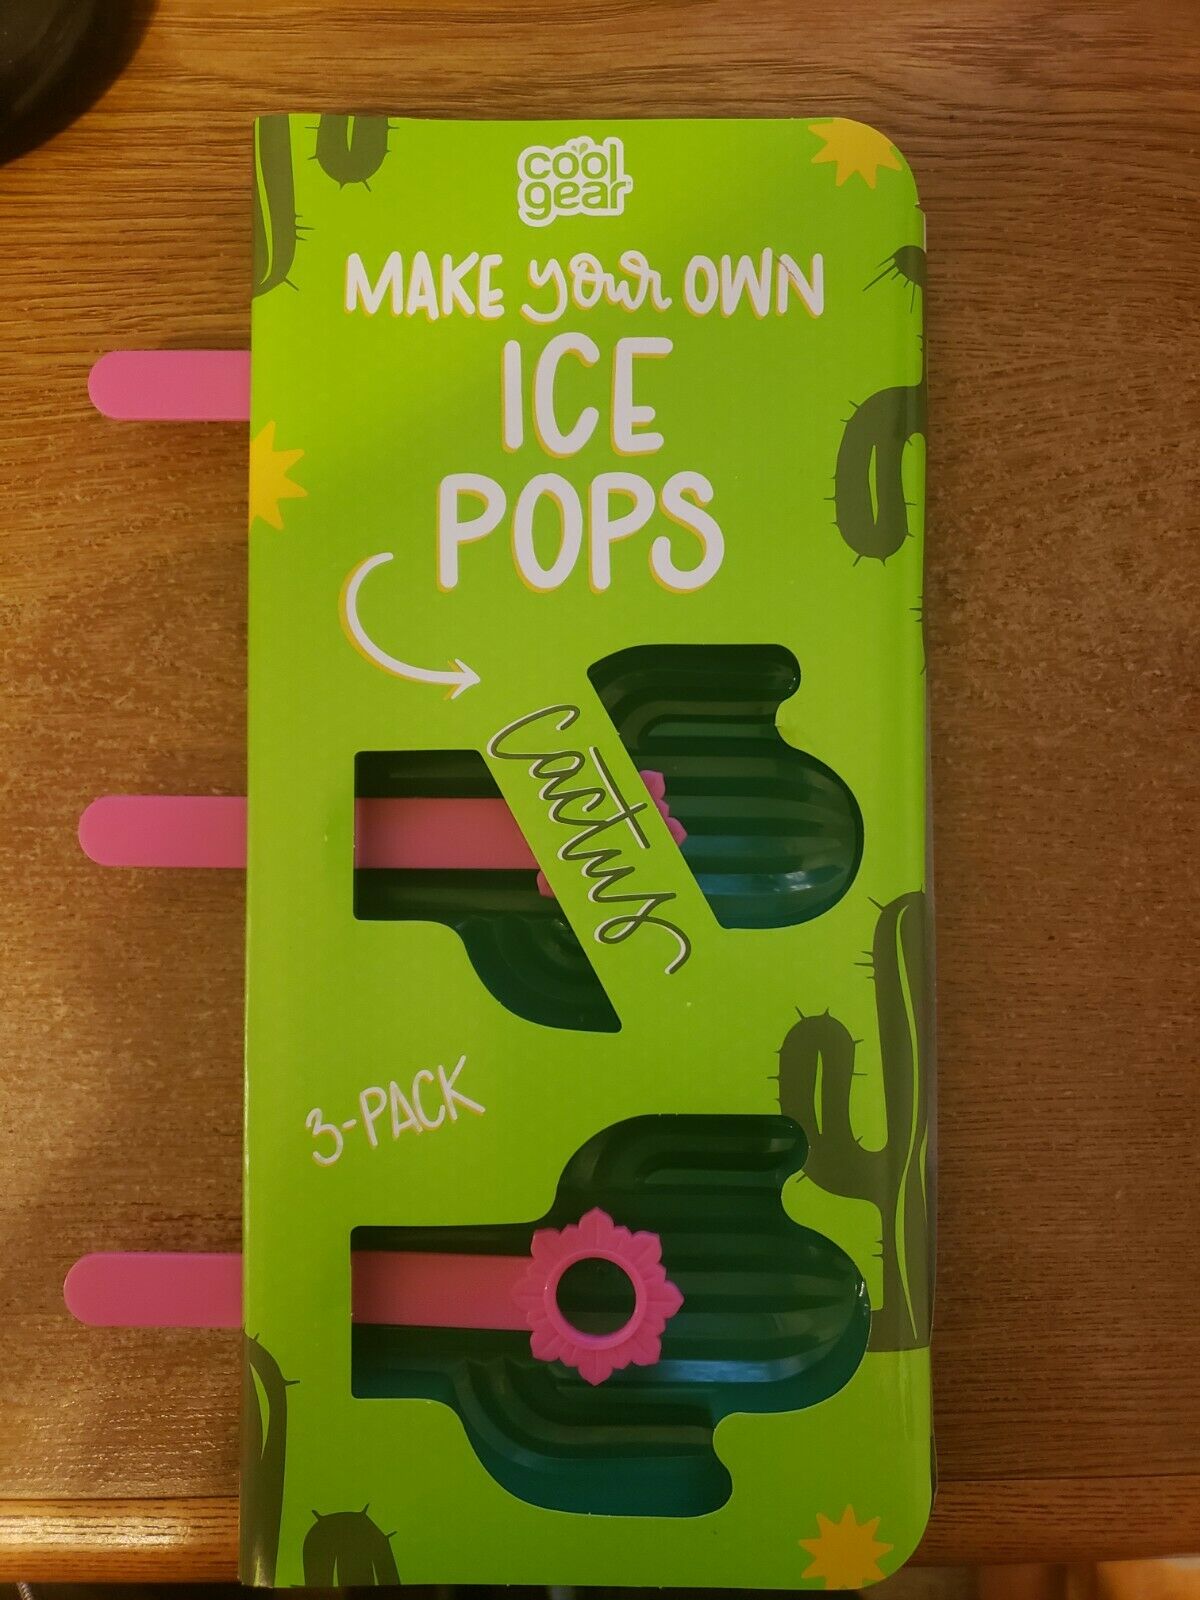 cool
gear
MAKE your OWN
ICE
POPS
Cactus
3-PACK